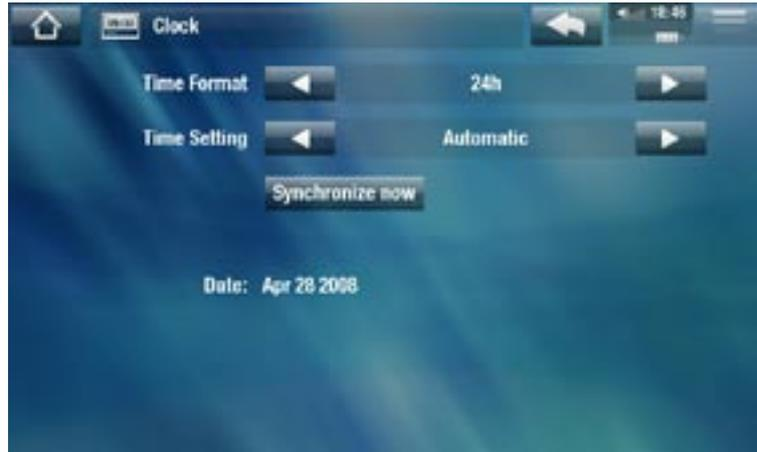 Clock
18:46
Time Format 24h
Time Setting Automatic
Synchronize now
Date: Apr 28 2008